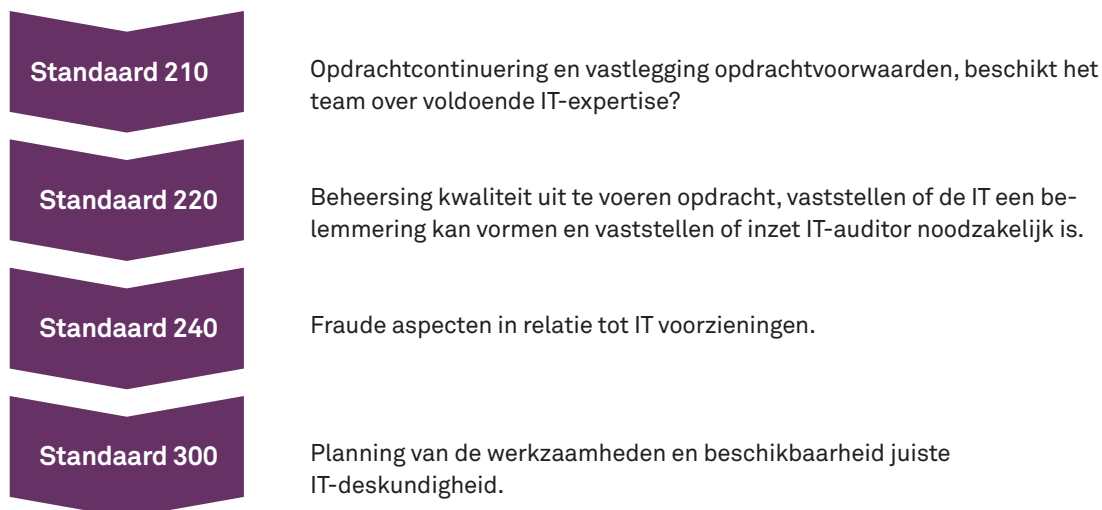 Standaard 210
Opdrachtcontinuering en vastlegging opdrachtvoorwaarden, beschikt het
team over voldoende IT-expertise?
Standaard 220
Beheersing kwaliteit uit te voeren opdracht, vaststellen of de IT een be-
lemmering kan vormen en vaststellen of inzet IT-auditor noodzakelijk is.
Standaard 240
Fraude aspecten in relatie tot IT voorzieningen.
Standaard 300
Planning van de werkzaamheden en beschikbaarheid juiste
IT-deskundigheid.